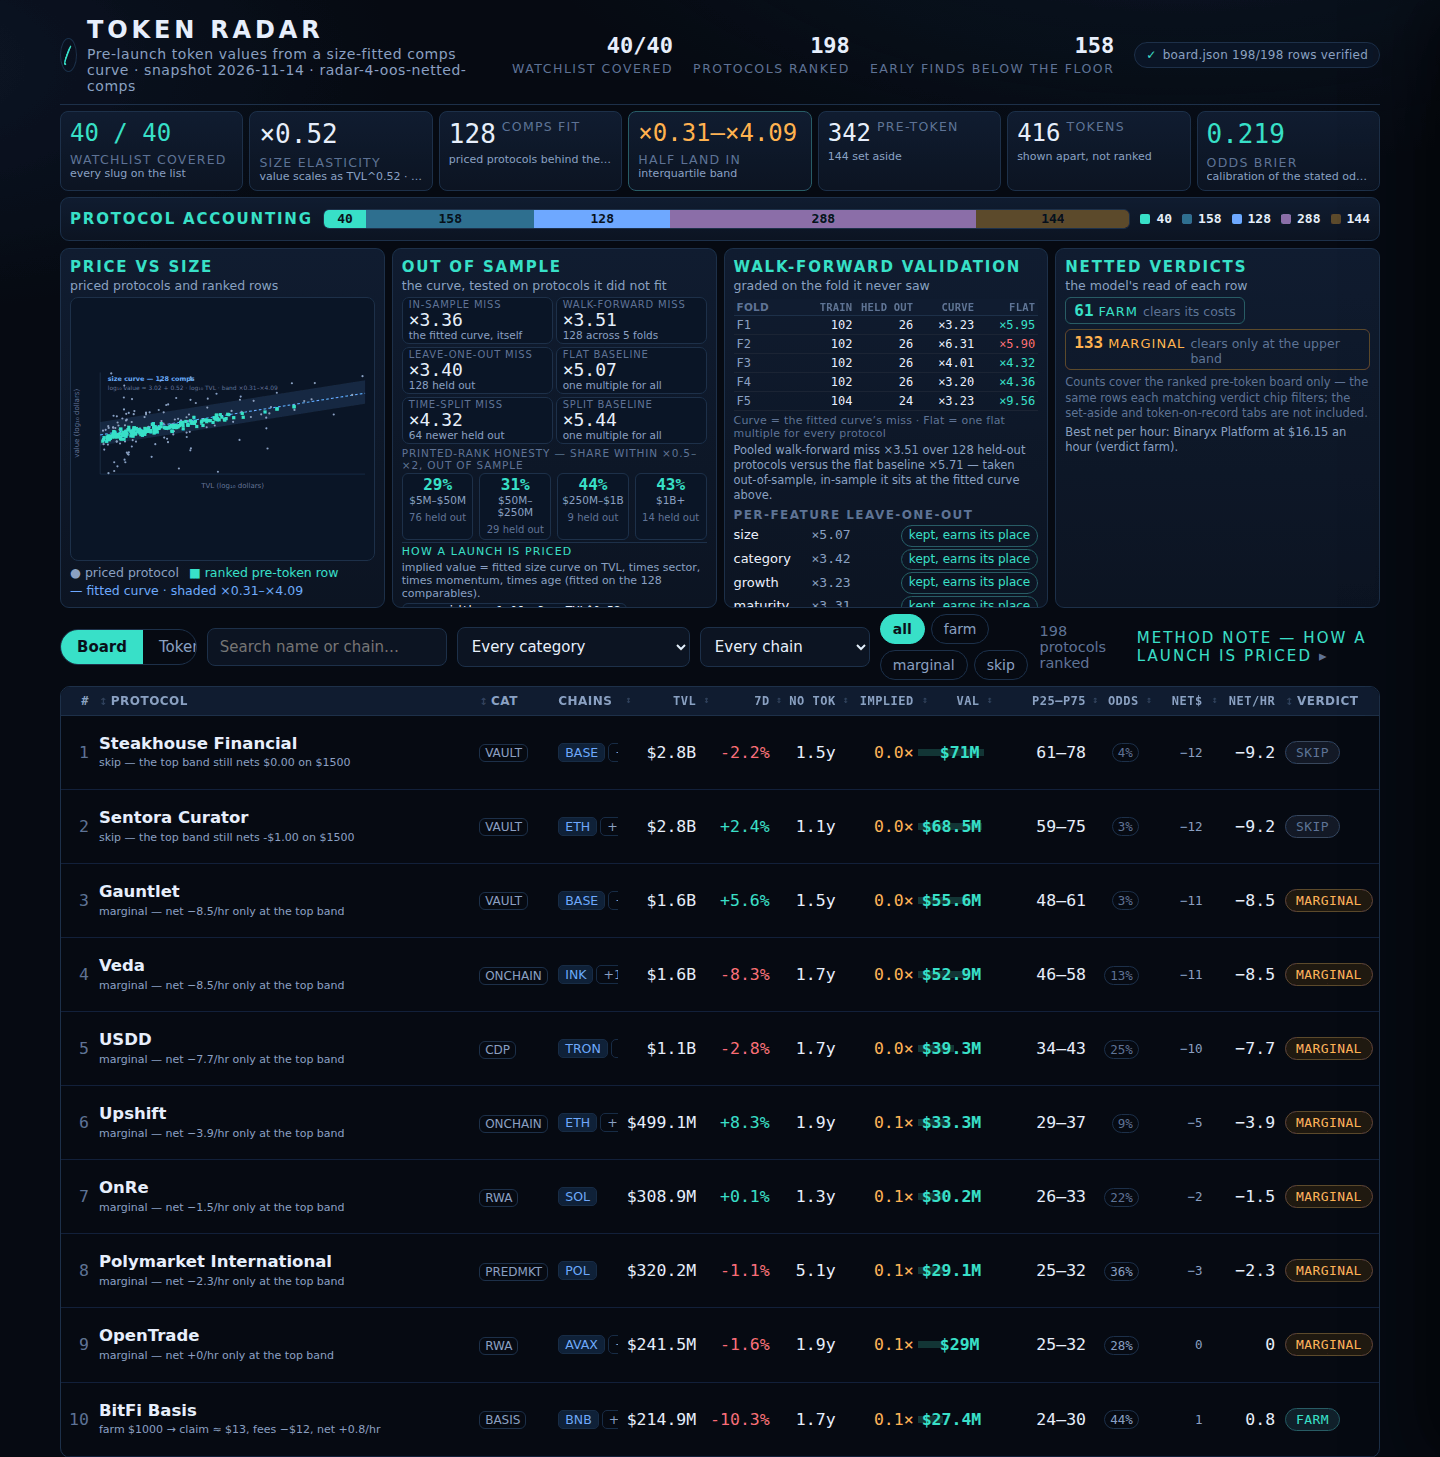 TOKEN RADAR
Pre-launch token values from a size-fitted comps
curve · snapshot 2026-11-14 · radar-4-oos-netted-
comps
40/40
WATCHLIST COVERED
198
PROTOCOLS RANKED
158
EARLY FINDS BELOW THE FLOOR
✓ board.json 198/198 rows verified
40 / 40
WATCHLIST COVERED
every slug on the list
×0.52
SIZE ELASTICITY
value scales as TVL^0.52 · …
128 COMPS FIT
priced protocols behind the…
×0.31–×4.09
HALF LAND IN
interquartile band
342 PRE-TOKEN
144 set aside
416 TOKENS
shown apart, not ranked
0.219
ODDS BRIER
calibration of the stated od…
PROTOCOL ACCOUNTING
40 158 128 288 144
40 158 128 288 144
PRICE VS SIZE
priced protocols and ranked rows
size curve — 128 comps
log₁₀ value = 3.02 + 0.52 · log₁₀ TVL · band ×0.31–×4.09
value (log₁₀ dollars)
TVL (log₁₀ dollars)
● priced protocol ■ ranked pre-token row
— fitted curve · shaded ×0.31–×4.09
OUT OF SAMPLE
the curve, tested on protocols it did not fit
IN-SAMPLE MISS
×3.36
the fitted curve, itself
WALK-FORWARD MISS
×3.51
128 across 5 folds
LEAVE-ONE-OUT MISS
×3.40
128 held out
FLAT BASELINE
×5.07
one multiple for all
TIME-SPLIT MISS
×4.32
64 newer held out
SPLIT BASELINE
×5.44
one multiple for all
PRINTED-RANK HONESTY — SHARE WITHIN ×0.5–
×2, OUT OF SAMPLE
29%
$5M–$50M
76 held out
31%
$50M–
$250M
29 held out
44%
$250M–$1B
9 held out
43%
$1B+
14 held out
HOW A LAUNCH IS PRICED
implied value = fitted size curve on TVL, times sector,
times momentum, times age (fitted on the 128
comparables).
WALK-FORWARD VALIDATION
graded on the fold it never saw
FOLD TRAIN HELD OUT CURVE FLAT
F1 102 26 ×3.23 ×5.95
F2 102 26 ×6.31 ×5.90
F3 102 26 ×4.01 ×4.32
F4 102 26 ×3.20 ×4.36
F5 104 24 ×3.23 ×9.56
Curve = the fitted curve's miss · Flat = one flat
multiple for every protocol
Pooled walk-forward miss ×3.51 over 128 held-out
protocols versus the flat baseline ×5.71 — taken
out-of-sample, in-sample it sits at the fitted curve
above.
PER-FEATURE LEAVE-ONE-OUT
size ×5.07 kept, earns its place
category ×3.42 kept, earns its place
growth ×3.23 kept, earns its place
maturity ×3.31 kept, earns its place
NETTED VERDICTS
the model's read of each row
61 FARM clears its costs
133 MARGINAL clears only at the upper
band
Counts cover the ranked pre-token board only — the
same rows each matching verdict chip filters; the
set-aside and token-on-record tabs are not included.
Best net per hour: Binaryx Platform at $16.15 an
hour (verdict farm).
Board
Search name or chain…
Every category
Every chain
all farm
marginal skip
198
protocols
ranked
METHOD NOTE — HOW A
LAUNCH IS PRICED ▸
# ↕ PROTOCOL ↕ CAT CHAINS ↕ TVL ↕ 7D ↕ NO TOK ↕ IMPLIED ↕ VAL ↕ P25–P75 ↕ ODDS ↕ NET$ ↕ NET/HR ↕ VERDICT
1 Steakhouse Financial VAULT BASE $2.8B -2.2% 1.5y 0.0× $71M 61–78 4% −12 −9.2 SKIP
skip — the top band still nets $0.00 on $1500
2 Sentora Curator VAULT ETH + $2.8B +2.4% 1.1y 0.0× $68.5M 59–75 3% −12 −9.2 SKIP
skip — the top band still nets -$1.00 on $1500
3 Gauntlet VAULT BASE $1.6B +5.6% 1.5y 0.0× $55.6M 48–61 3% −11 −8.5 MARGINAL
marginal — net −8.5/hr only at the top band
4 Veda ONCHAIN INK +1 $1.6B -8.3% 1.7y 0.0× $52.9M 46–58 13% −11 −8.5 MARGINAL
marginal — net −8.5/hr only at the top band
5 USDD CDP TRON $1.1B -2.8% 1.7y 0.0× $39.3M 34–43 25% −10 −7.7 MARGINAL
marginal — net −7.7/hr only at the top band
6 Upshift ONCHAIN ETH + $499.1M +8.3% 1.9y 0.1× $33.3M 29–37 9% −5 −3.9 MARGINAL
marginal — net −3.9/hr only at the top band
7 OnRe RWA SOL $308.9M +0.1% 1.3y 0.1× $30.2M 26–33 22% −2 −1.5 MARGINAL
marginal — net −1.5/hr only at the top band
8 Polymarket International PREDMKT POL $320.2M -1.1% 5.1y 0.1× $29.1M 25–32 36% −3 −2.3 MARGINAL
marginal — net −2.3/hr only at the top band
9 OpenTrade RWA AVAX $241.5M -1.6% 1.9y 0.1× $29M 25–32 28% 0 0 MARGINAL
marginal — net +0/hr only at the top band
10 BitFi Basis BASIS BNB + $214.9M -10.3% 1.7y 0.1× $27.4M 24–30 44% 1 0.8 FARM
farm $1000 → claim ≈ $13, fees −$12, net +0.8/hr